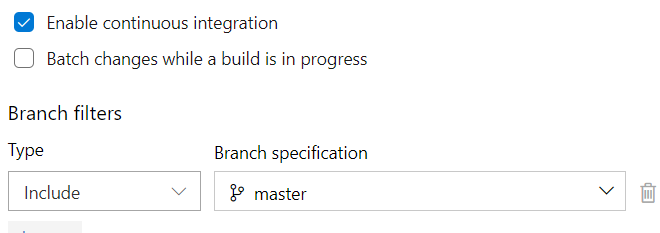 Enable continuous integration
Batch changes while a build is in progress
Branch filters
Type
Branch specification
Include
master